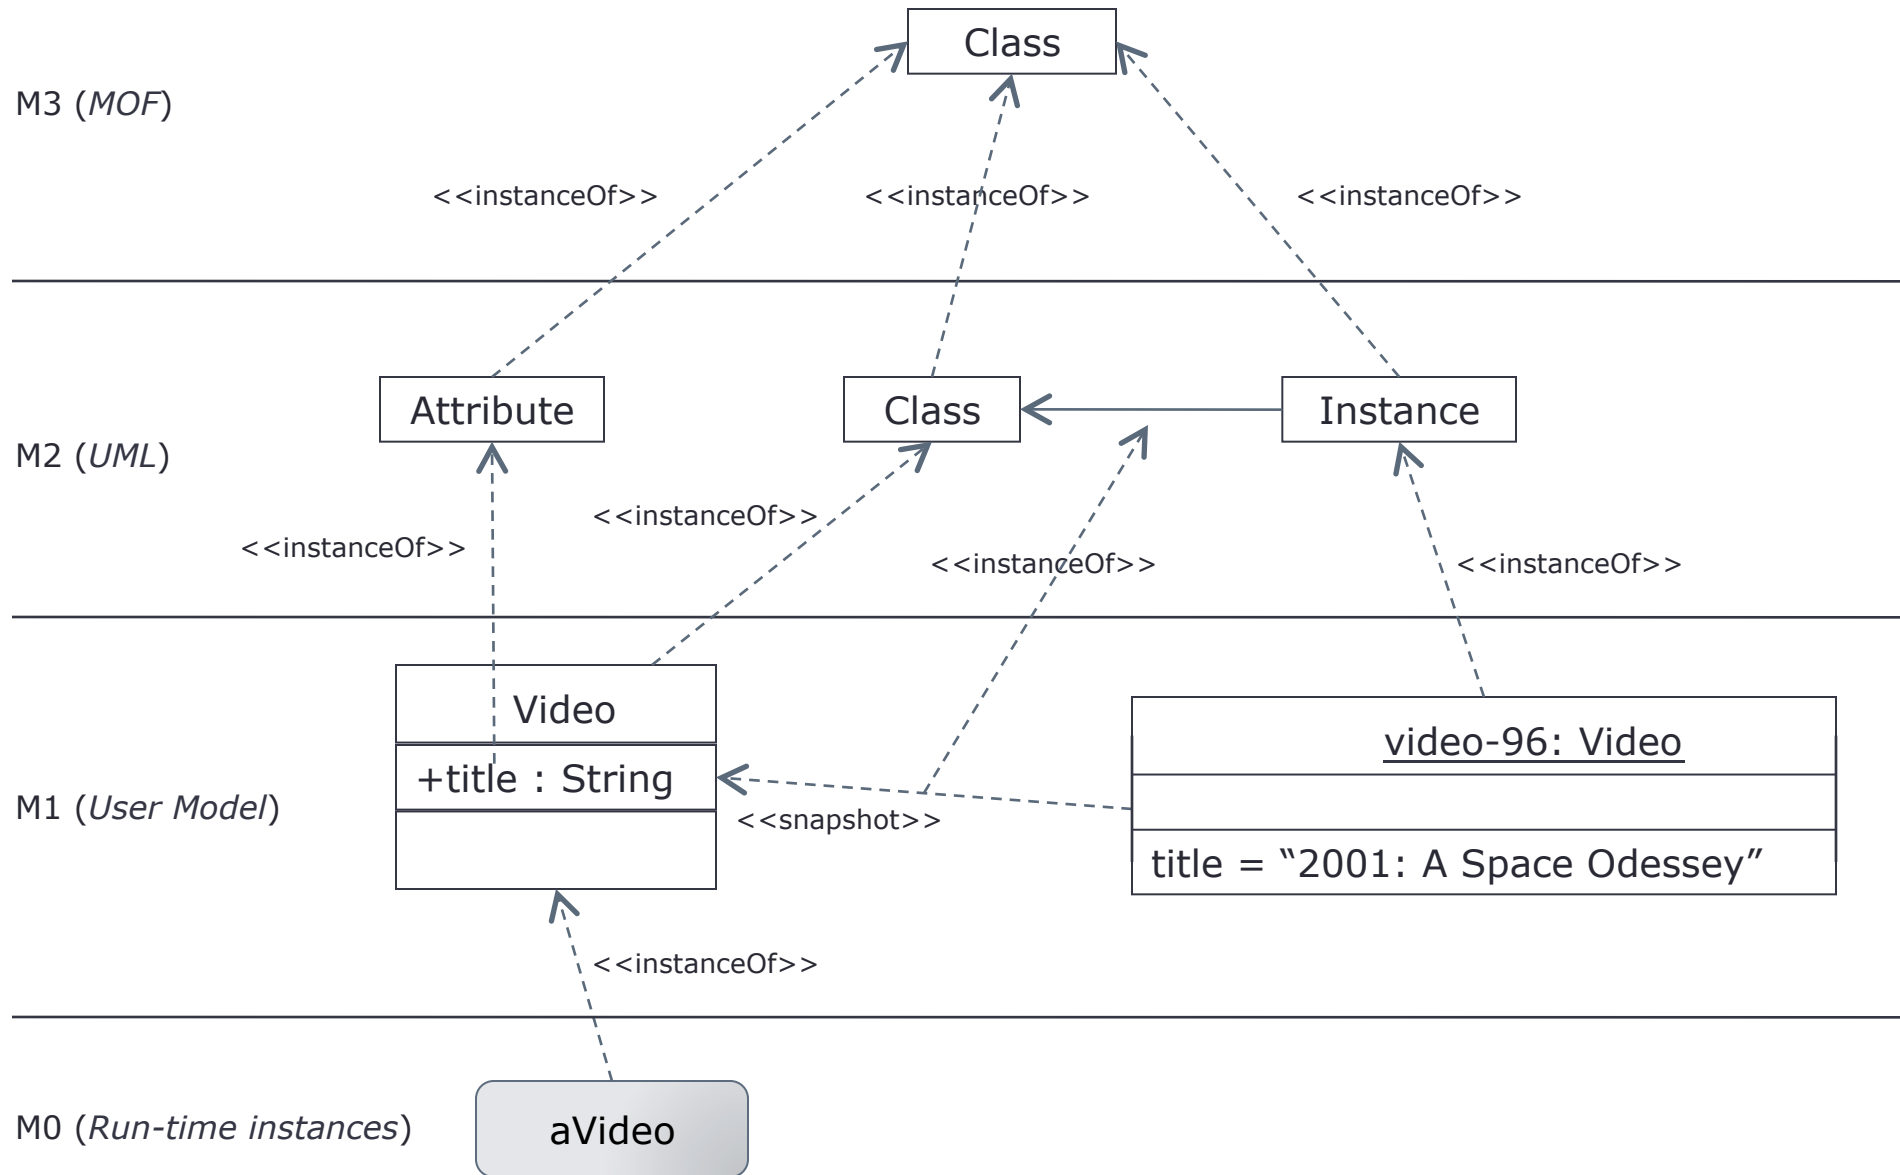 Class
M3 (MOF)
<<instanceOf>>
<<instanceOf>>
<<instanceOf>>
Attribute
Class
Instance
M2 (UML)
<<instanceOf>>
<<instanceOf>>
<<instanceOf>>
<<instanceOf>>
Video
+title : String
video-96: Video
M1 (User Model)
<<snapshot>>
title = “2001: A Space Odessey”
<<instanceOf>>
M0 (Run-time instances)
aVideo